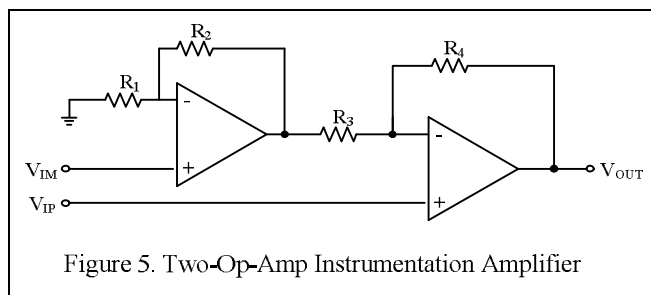 R2
R4
R1
-
+
R3
-
+
VIM
VIP
VOUT
Figure 5. Two-Op-Amp Instrumentation Amplifier